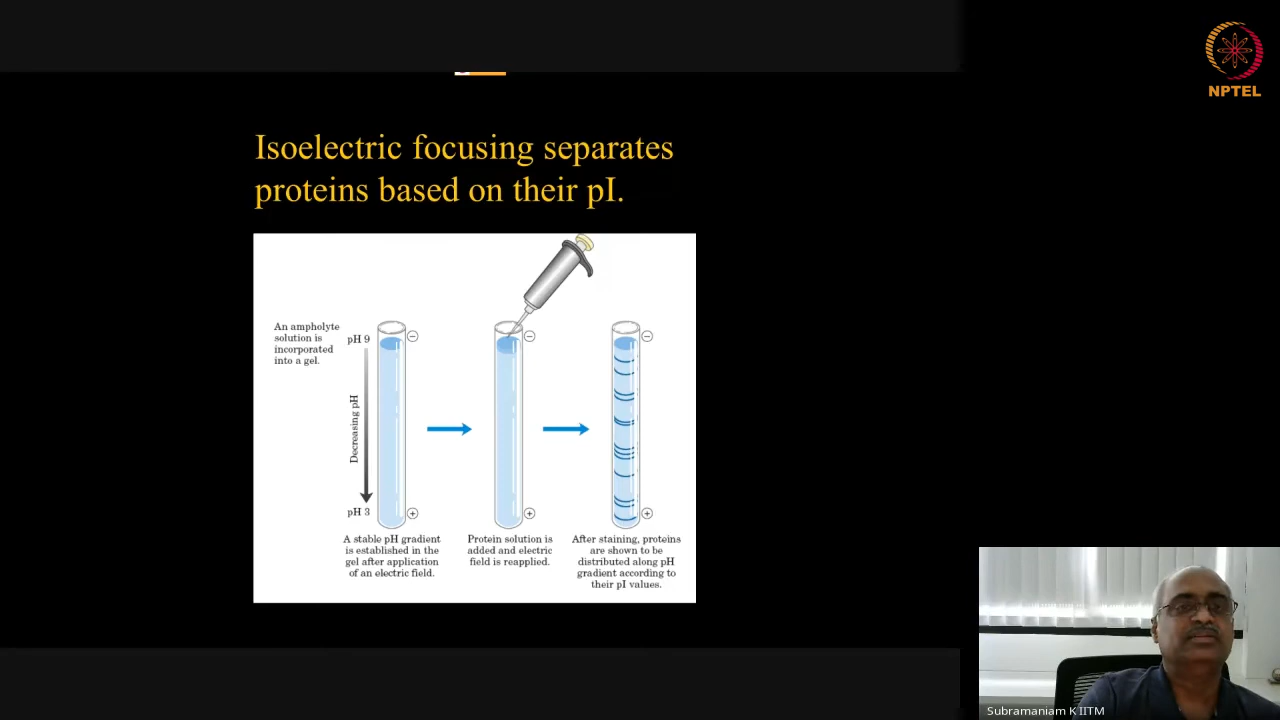 NPTEL
Isoelectric focusing separates
proteins based on their pI.
An ampholyte
solution is
incorporated
into a gel.
pH 9
Decreasing pH
pH 3
A stable pH gradient
is established in the
gel after application
of an electric field.
Protein solution is
added and electric
field is reapplied.
After staining, proteins
are shown to be
distributed along pH
gradient according to
their pI values.
Subramaniam K IITM